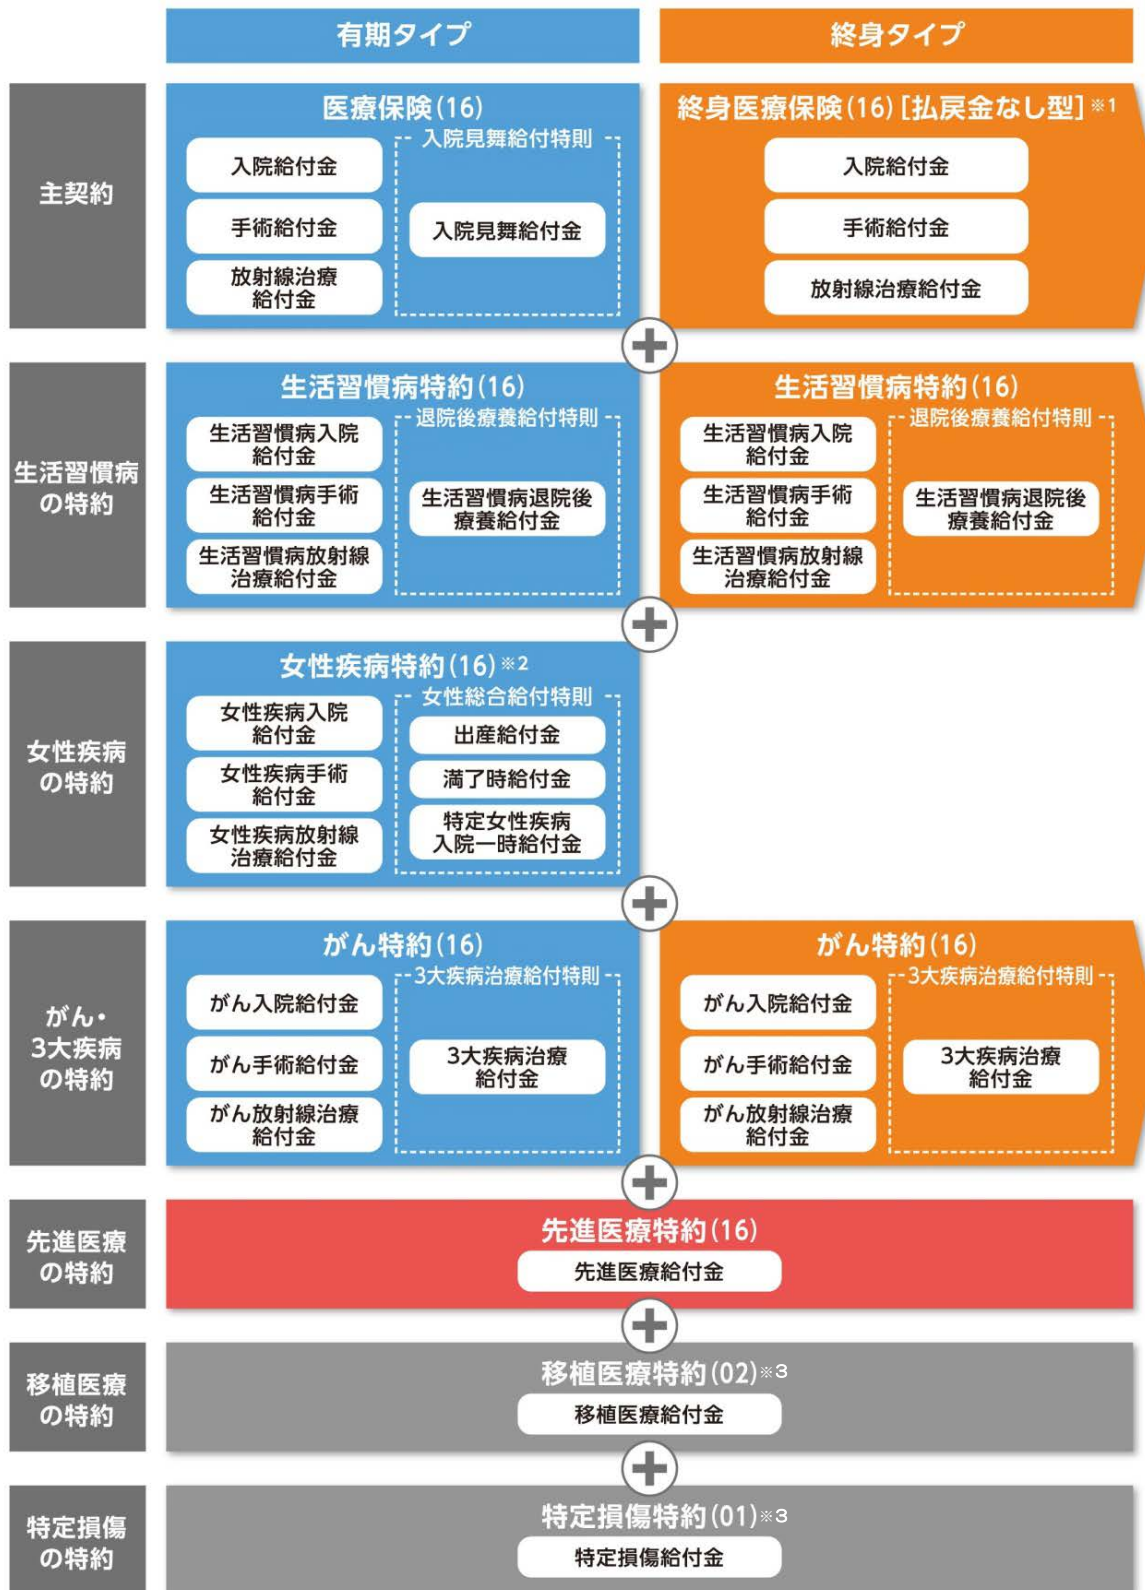 有期タイプ
終身タイプ
主契約
医療保険(16)
入院給付金
手術給付金
放射線治療
給付金
入院見舞給付特則
入院見舞給付金
終身医療保険(16)[払戻金なし型]※1
入院給付金
手術給付金
放射線治療給付金
生活習慣病
の特約
生活習慣病特約(16)
生活習慣病入院
給付金
生活習慣病手術
給付金
生活習慣病放射線
治療給付金
退院後療養給付特則
生活習慣病退院後
療養給付金
生活習慣病特約(16)
生活習慣病入院
給付金
生活習慣病手術
給付金
生活習慣病放射線
治療給付金
退院後療養給付特則
生活習慣病退院後
療養給付金
女性疾病
の特約
女性疾病特約(16)※2
女性疾病入院
給付金
女性疾病手術
給付金
女性疾病放射線
治療給付金
女性総合給付特則
出産給付金
満了時給付金
特定女性疾病
入院一時給付金
がん・
3大疾病
の特約
がん特約(16)
がん入院給付金
がん手術給付金
がん放射線治療
給付金
3大疾病治療給付特則
3大疾病治療
給付金
がん特約(16)
がん入院給付金
がん手術給付金
がん放射線治療
給付金
3大疾病治療給付特則
3大疾病治療
給付金
先進医療
の特約
先進医療特約(16)
先進医療給付金
移植医療
の特約
移植医療特約(02)※3
移植医療給付金
特定損傷
の特約
特定損傷特約(01)※3
特定損傷給付金